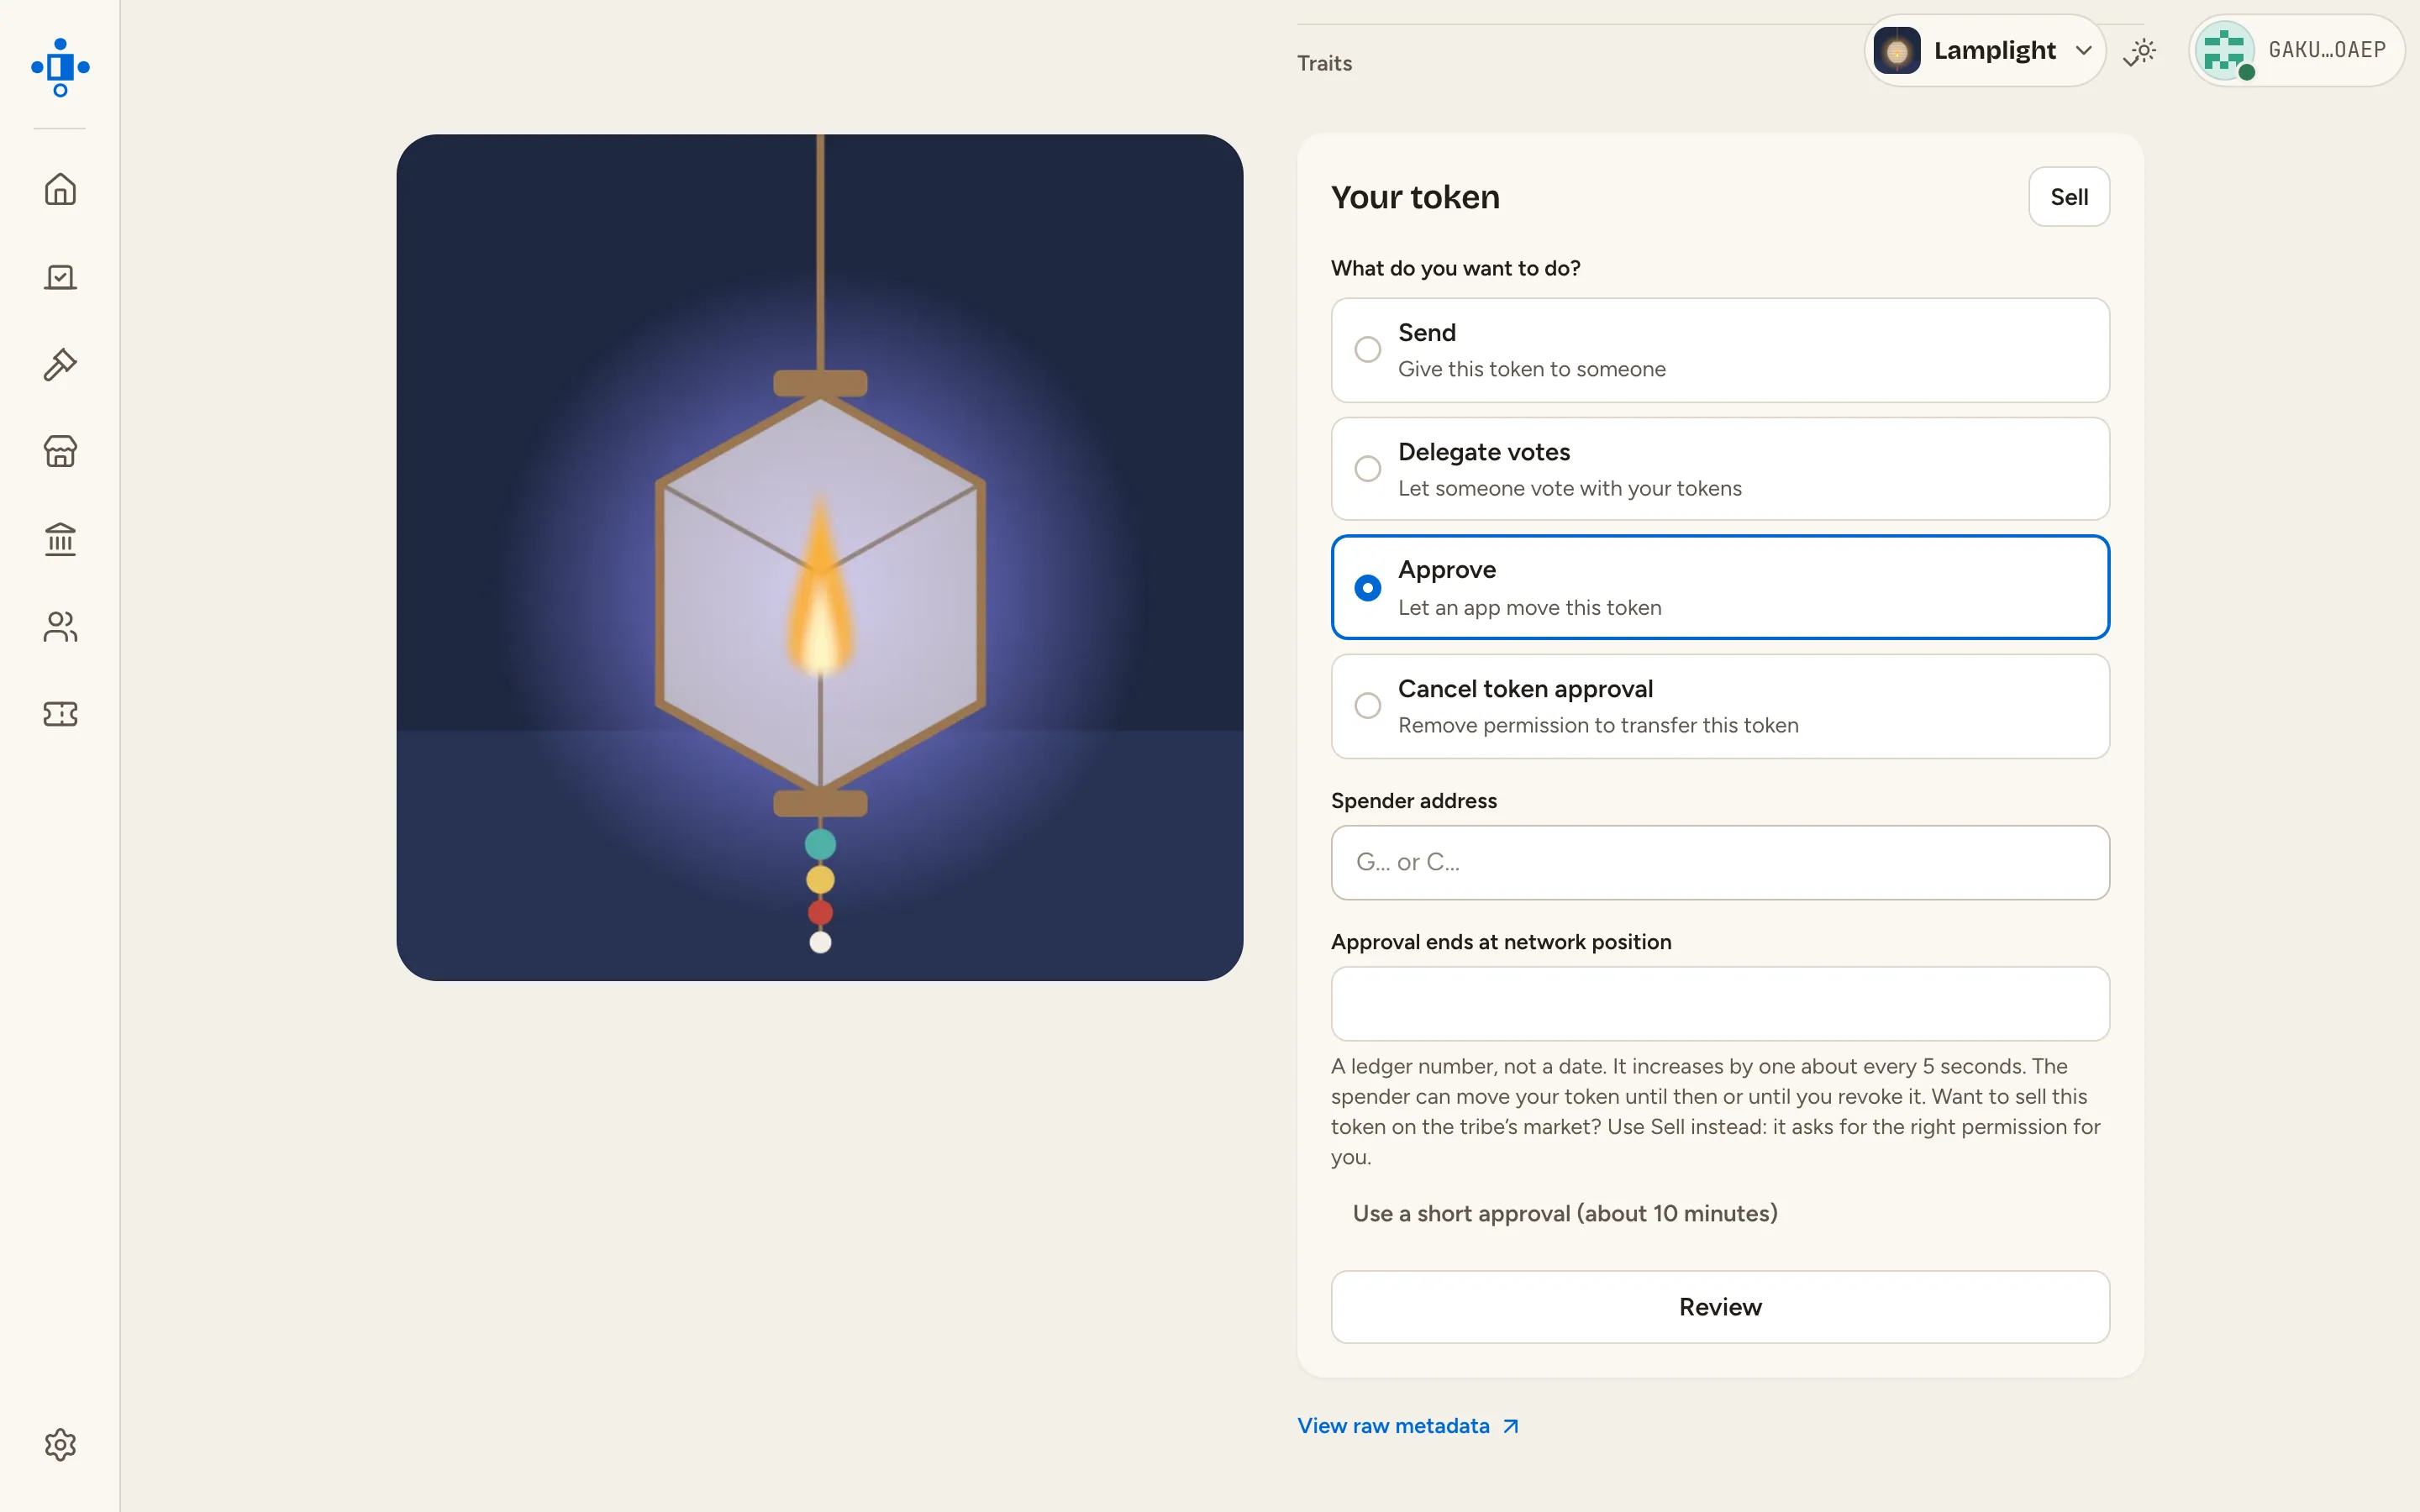 Traits
Lamplight
GAKU...OAEP
Your token
Sell
What do you want to do?
Send
Give this token to someone
Delegate votes
Let someone vote with your tokens
Approve
Let an app move this token
Cancel token approval
Remove permission to transfer this token
Spender address
G... or C...
Approval ends at network position
A ledger number, not a date. It increases by one about every 5 seconds. The
spender can move your token until then or until you revoke it. Want to sell this
token on the tribe’s market? Use Sell instead: it asks for the right permission for
you.
Use a short approval (about 10 minutes)
Review
View raw metadata